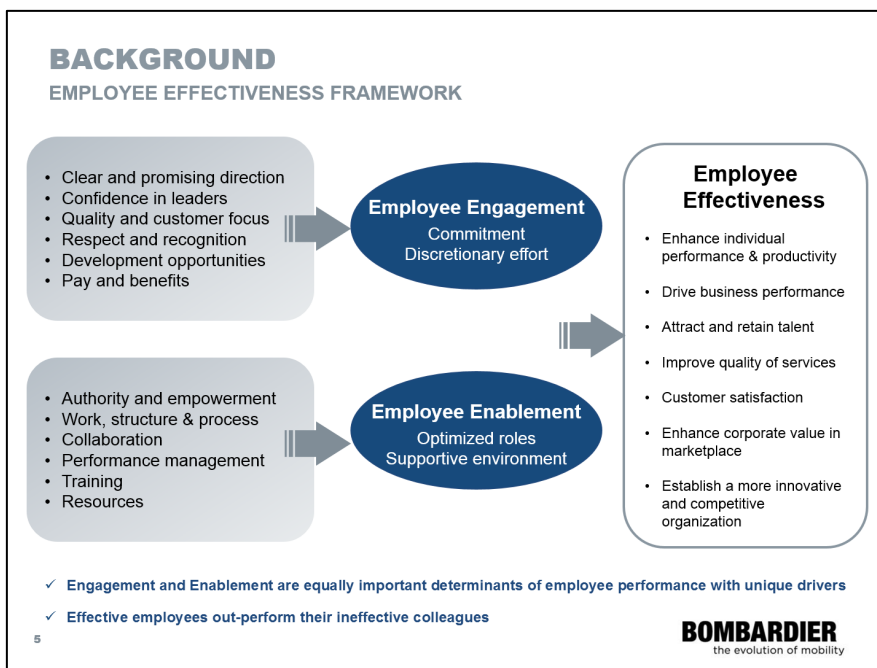 BACKGROUND
EMPLOYEE EFFECTIVENESS FRAMEWORK
• Clear and promising direction
• Confidence in leaders
• Quality and customer focus
• Respect and recognition
• Development opportunities
• Pay and benefits
Employee Engagement
Commitment
Discretionary effort
• Authority and empowerment
• Work, structure & process
• Collaboration
• Performance management
• Training
• Resources
Employee Enablement
Optimized roles
Supportive environment
Employee
Effectiveness
• Enhance individual
performance & productivity
• Drive business performance
• Attract and retain talent
• Improve quality of services
• Customer satisfaction
• Enhance corporate value in
marketplace
• Establish a more innovative
and competitive
organization
✓ Engagement and Enablement are equally important determinants of employee performance with unique drivers
✓ Effective employees out-perform their ineffective colleagues
5
BOMBARDIER
the evolution of mobility